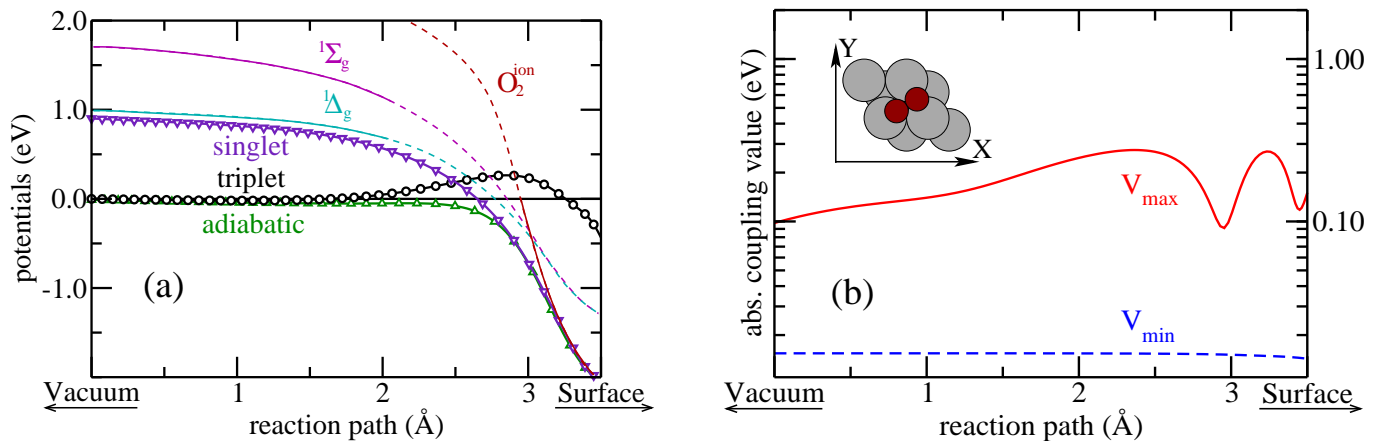 2.0
1.0
0.0
-1.0
potentials (eV)
¹Σg
¹Δg
O₂ion
singlet
triplet
adiabatic
(a)
Vacuum
1
2
3
Surface
reaction path (Å)
abs. coupling value (eV)
Y
X
1.00
0.10
Vmax
Vmin
(b)
Vacuum
1
2
3
Surface
reaction path (Å)